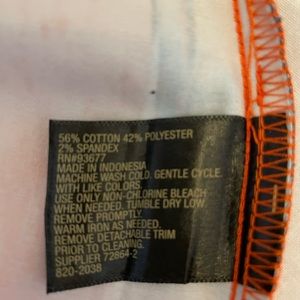 56% COTTON 42% POLYESTER
2% SPANDEX
RN#93677
MADE IN INDONESIA
MACHINE WASH COLD. GENTLE CYCLE.
WITH LIKE COLORS.
USE ONLY NON-CHLORINE BLEACH
WHEN NEEDED. TUMBLE DRY LOW.
REMOVE PROMPTLY.
WARM IRON AS NEEDED.
REMOVE DETACHABLE TRIM
PRIOR TO CLEANING.
SUPPLIER 72864-2
820-2038